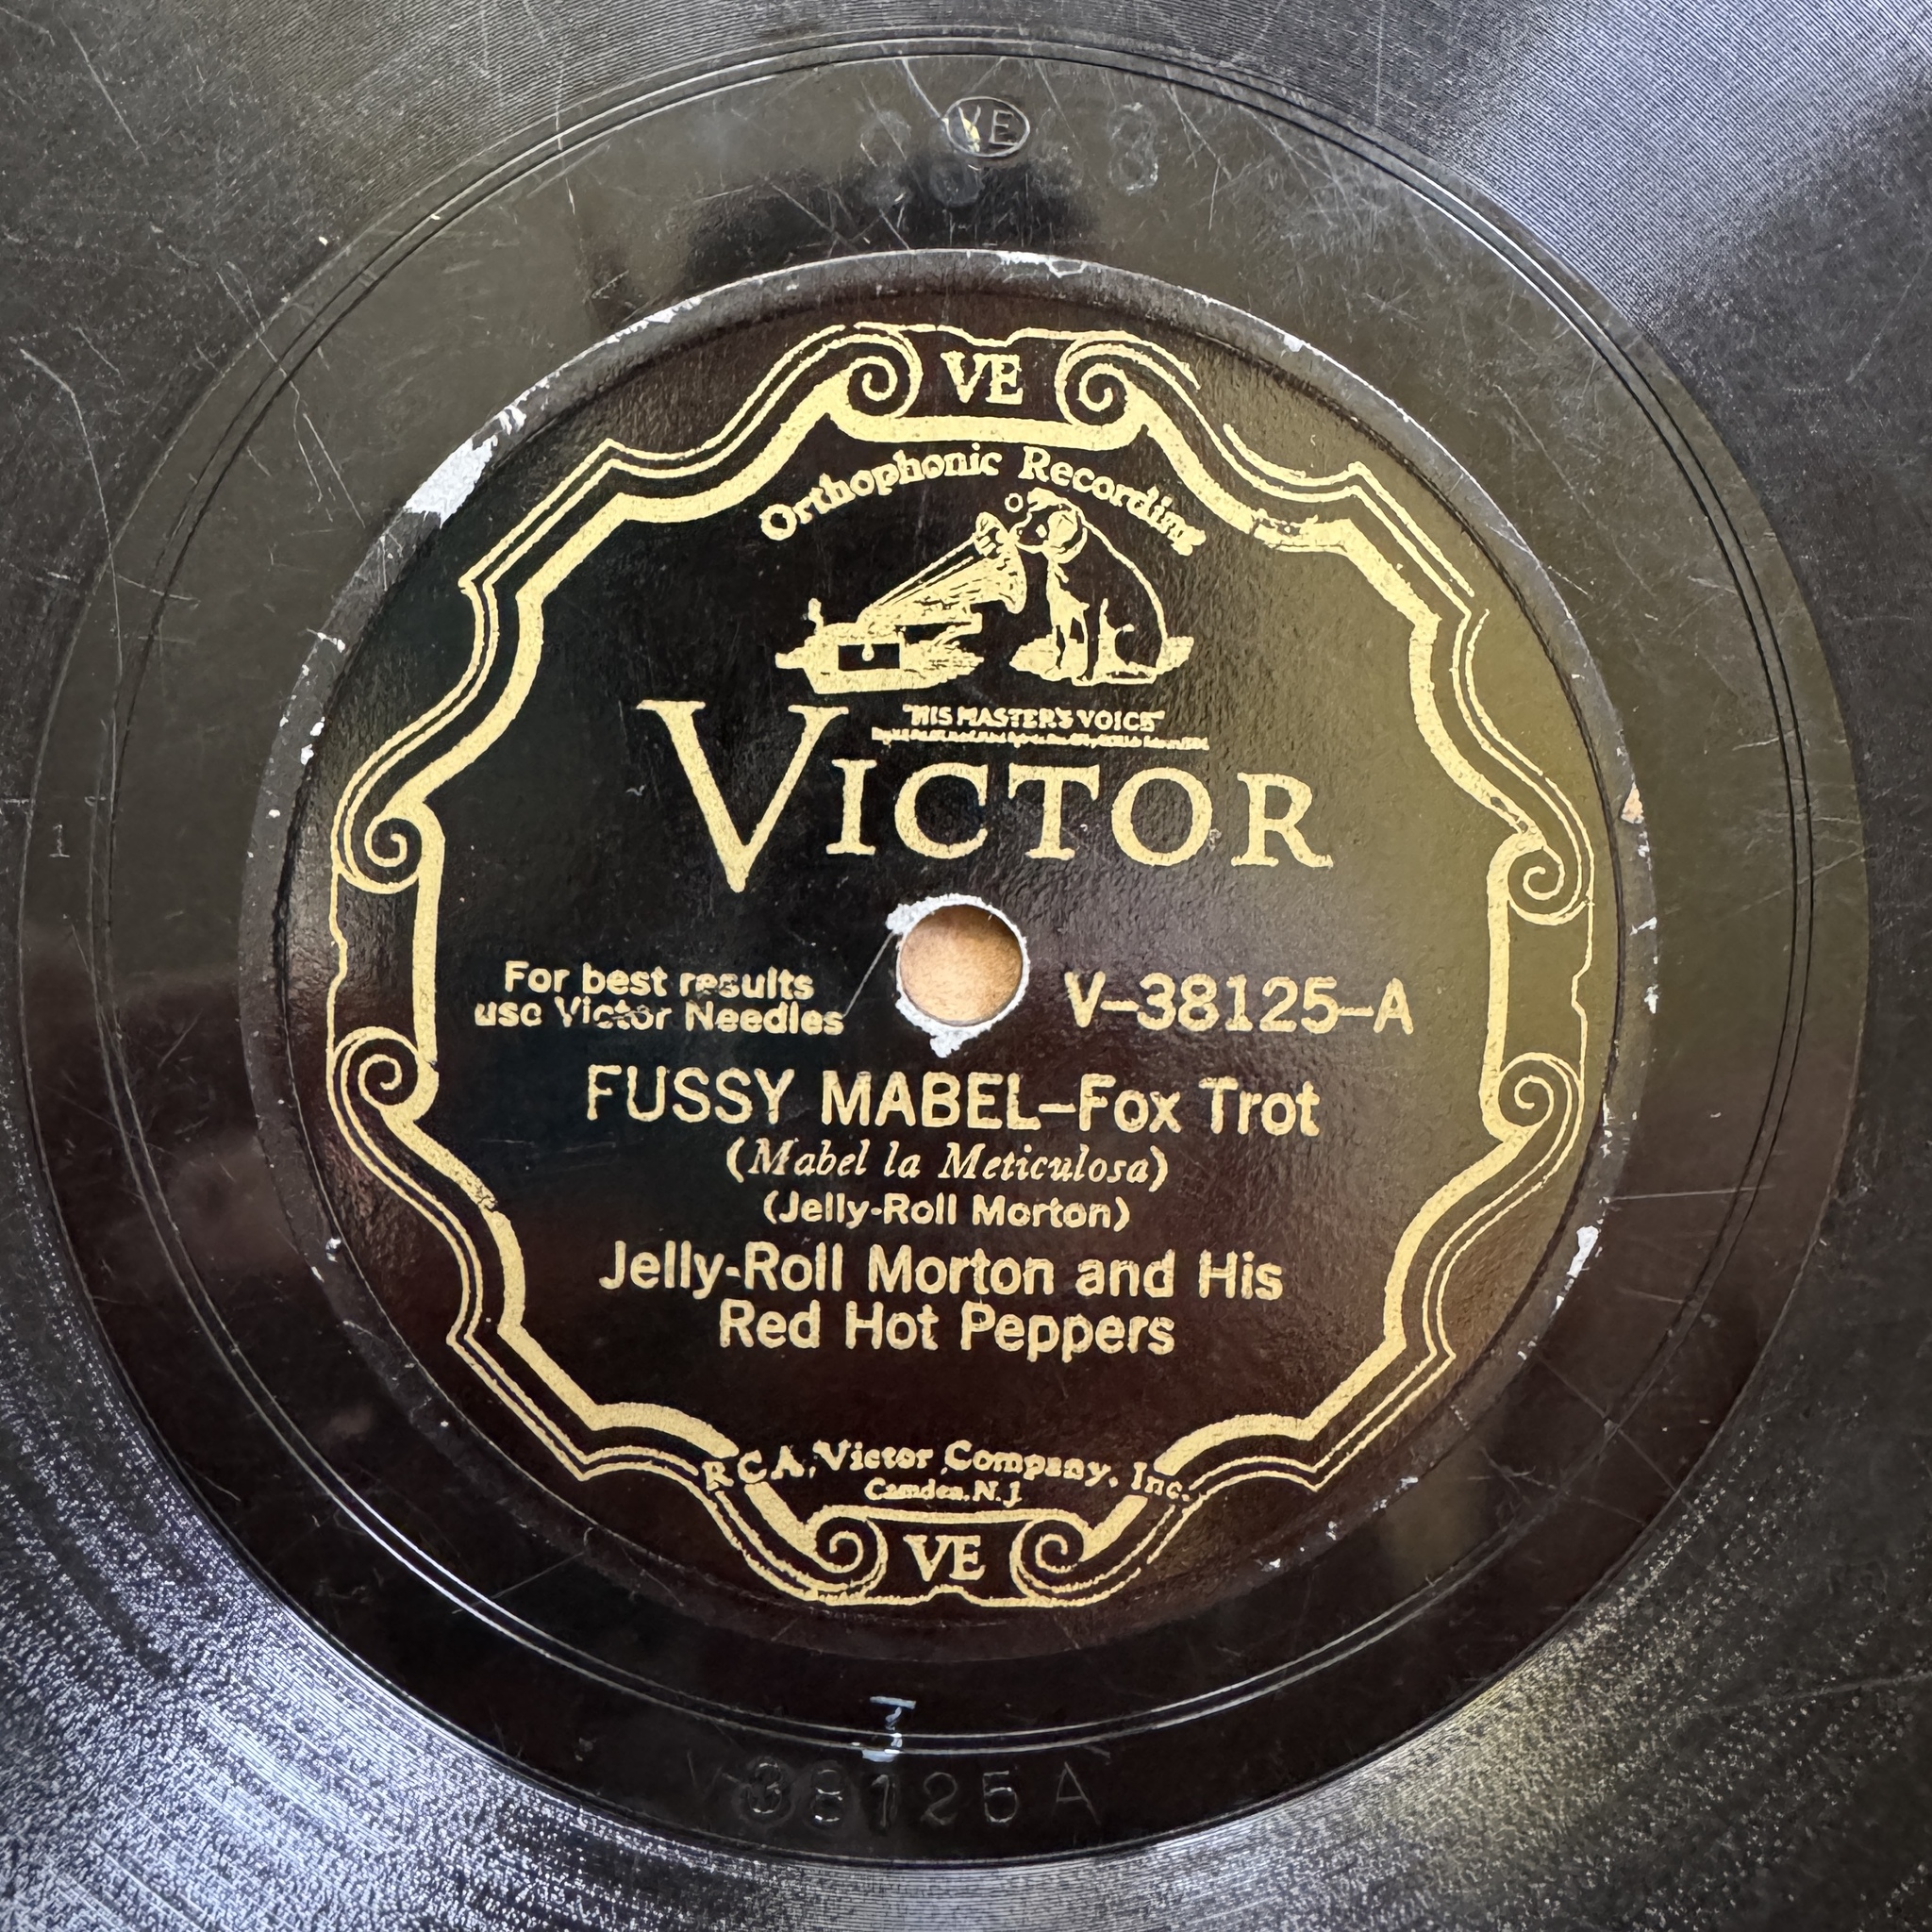 VE
VE
Orthophonic Recording
"HIS MASTER'S VOICE"
VICTOR
For best results
use Victor Needles
V-38125-A
FUSSY MABEL-Fox Trot
(Mabel la Meticulosa)
(Jelly-Roll Morton)
Jelly-Roll Morton and His
Red Hot Peppers
RCA Victor Company, Inc.
Camden, N. J.
VE
V-38125 A